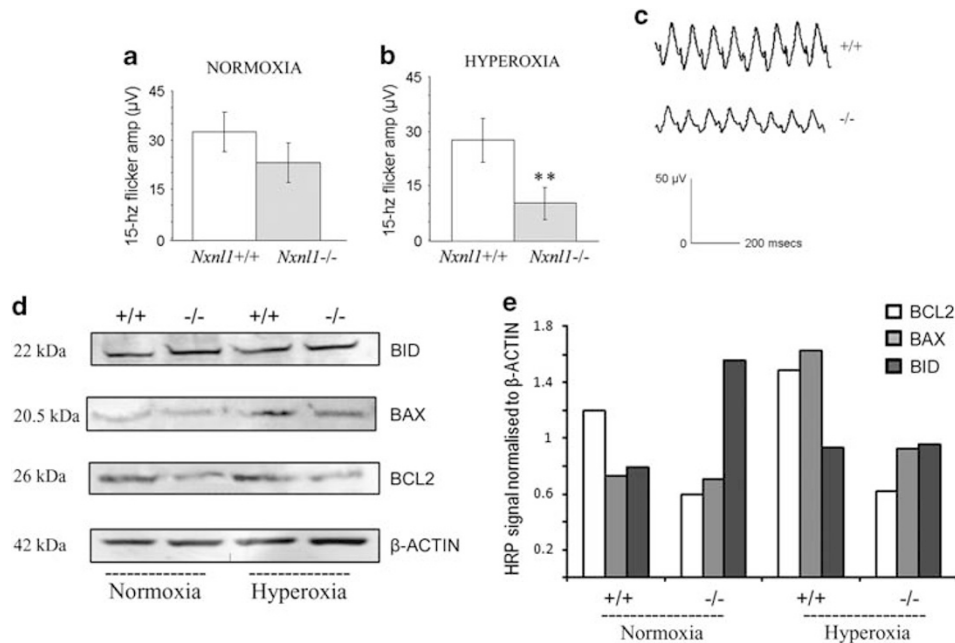 a
NORMOXIA
15-hz flicker amp (µV)
45
30
15
0
Nxnl1+/+ Nxnl1-/-
b
HYPEROXIA
15-hz flicker amp (µV)
45
30
15
0
**
Nxnl1+/+ Nxnl1-/-
c
+/+
-/-
50 µV
0
200 msecs
d
+/+ -/- +/+ -/-
22 kDa BID
20.5 kDa BAX
26 kDa BCL2
42 kDa β-ACTIN
Normoxia Hyperoxia
e
BCL2
BAX
BID
HRP signal normalised to β-ACTIN
1.8
1.4
1
0.6
0.2
+/+ -/- +/+ -/-
Normoxia Hyperoxia